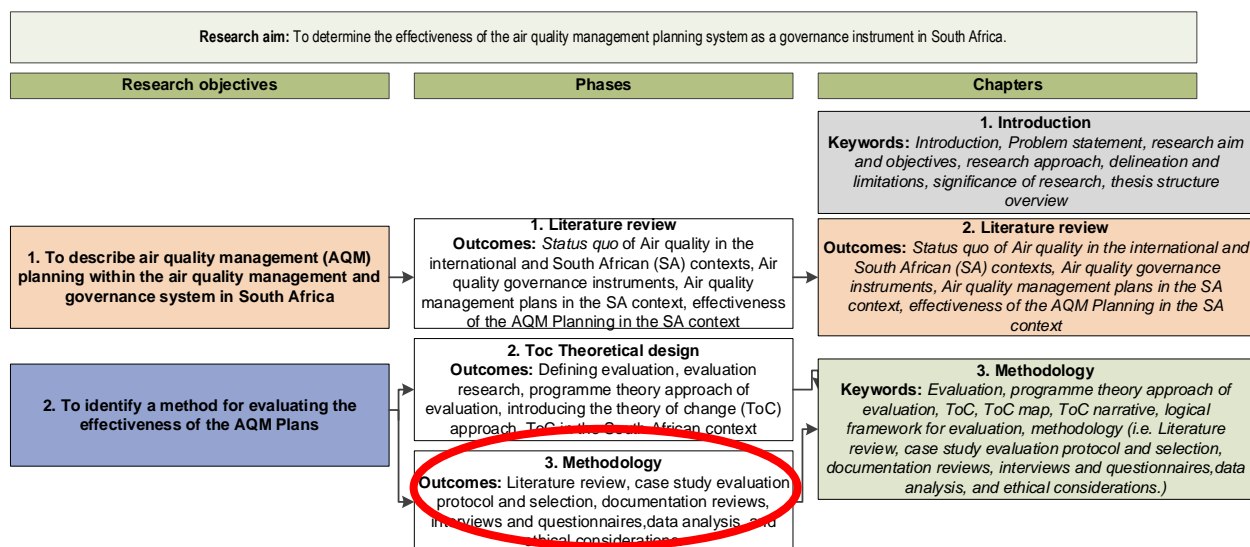 Research aim: To determine the effectiveness of the air quality management planning system as a governance instrument in South Africa.
Research objectives
Phases
Chapters
1. Introduction
Keywords: Introduction, Problem statement, research aim
and objectives, research approach, delineation and
limitations, significance of research, thesis structure
overview
1. To describe air quality management (AQM)
planning within the air quality management and
governance system in South Africa
1. Literature review
Outcomes: Status quo of Air quality in the
international and South African (SA) contexts, Air
quality governance instruments, Air quality
management plans in the SA context, effectiveness
of the AQM Planning in the SA context
2. Literature review
Outcomes: Status quo of Air quality in the international and
South African (SA) contexts, Air quality governance
instruments, Air quality management plans in the SA
context, effectiveness of the AQM Planning in the SA
context
2. To identify a method for evaluating the
effectiveness of the AQM Plans
2. Toc Theoretical design
Outcomes: Defining evaluation, evaluation
research, programme theory approach of
evaluation, introducing the theory of change (ToC)
approach, ToC in the South African context
3. Methodology
Outcomes: Literature review, case study evaluation
protocol and selection, documentation reviews,
interviews and questionnaires,data analysis, and
ethical considerations
3. Methodology
Keywords: Evaluation, programme theory approach of
evaluation, ToC, ToC map, ToC narrative, logical
framework for evaluation, methodology (i.e. Literature
review, case study evaluation protocol and selection,
documentation reviews, interviews and questionnaires,data
analysis, and ethical considerations.)